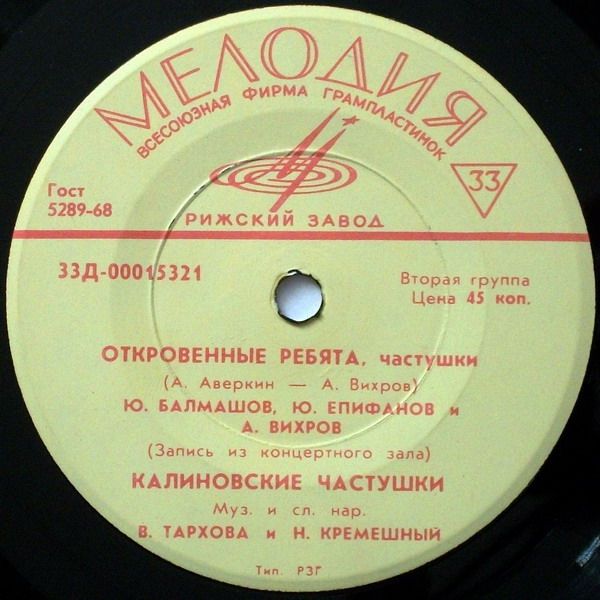 МЕЛОДИЯ
ВСЕСОЮЗНАЯ ФИРМА ГРАМПЛАСТИНОК
33
Гост
5289-68
РИЖСКИЙ ЗАВОД
33Д-00015321
Вторая группа
Цена 45 коп.
ОТКРОВЕННЫЕ РЕБЯТА, частушки
(А. Аверкин — А. Вихров)
Ю. БАЛМАШОВ, Ю. ЕПИФАНОВ и
А. ВИХРОВ
(Запись из концертного зала)
КАЛИНОВСКИЕ ЧАСТУШКИ
Муз. и сл. нар.
В. ТАРХОВА и Н. КРЕМЕШНЫЙ
Тип. РЗГ